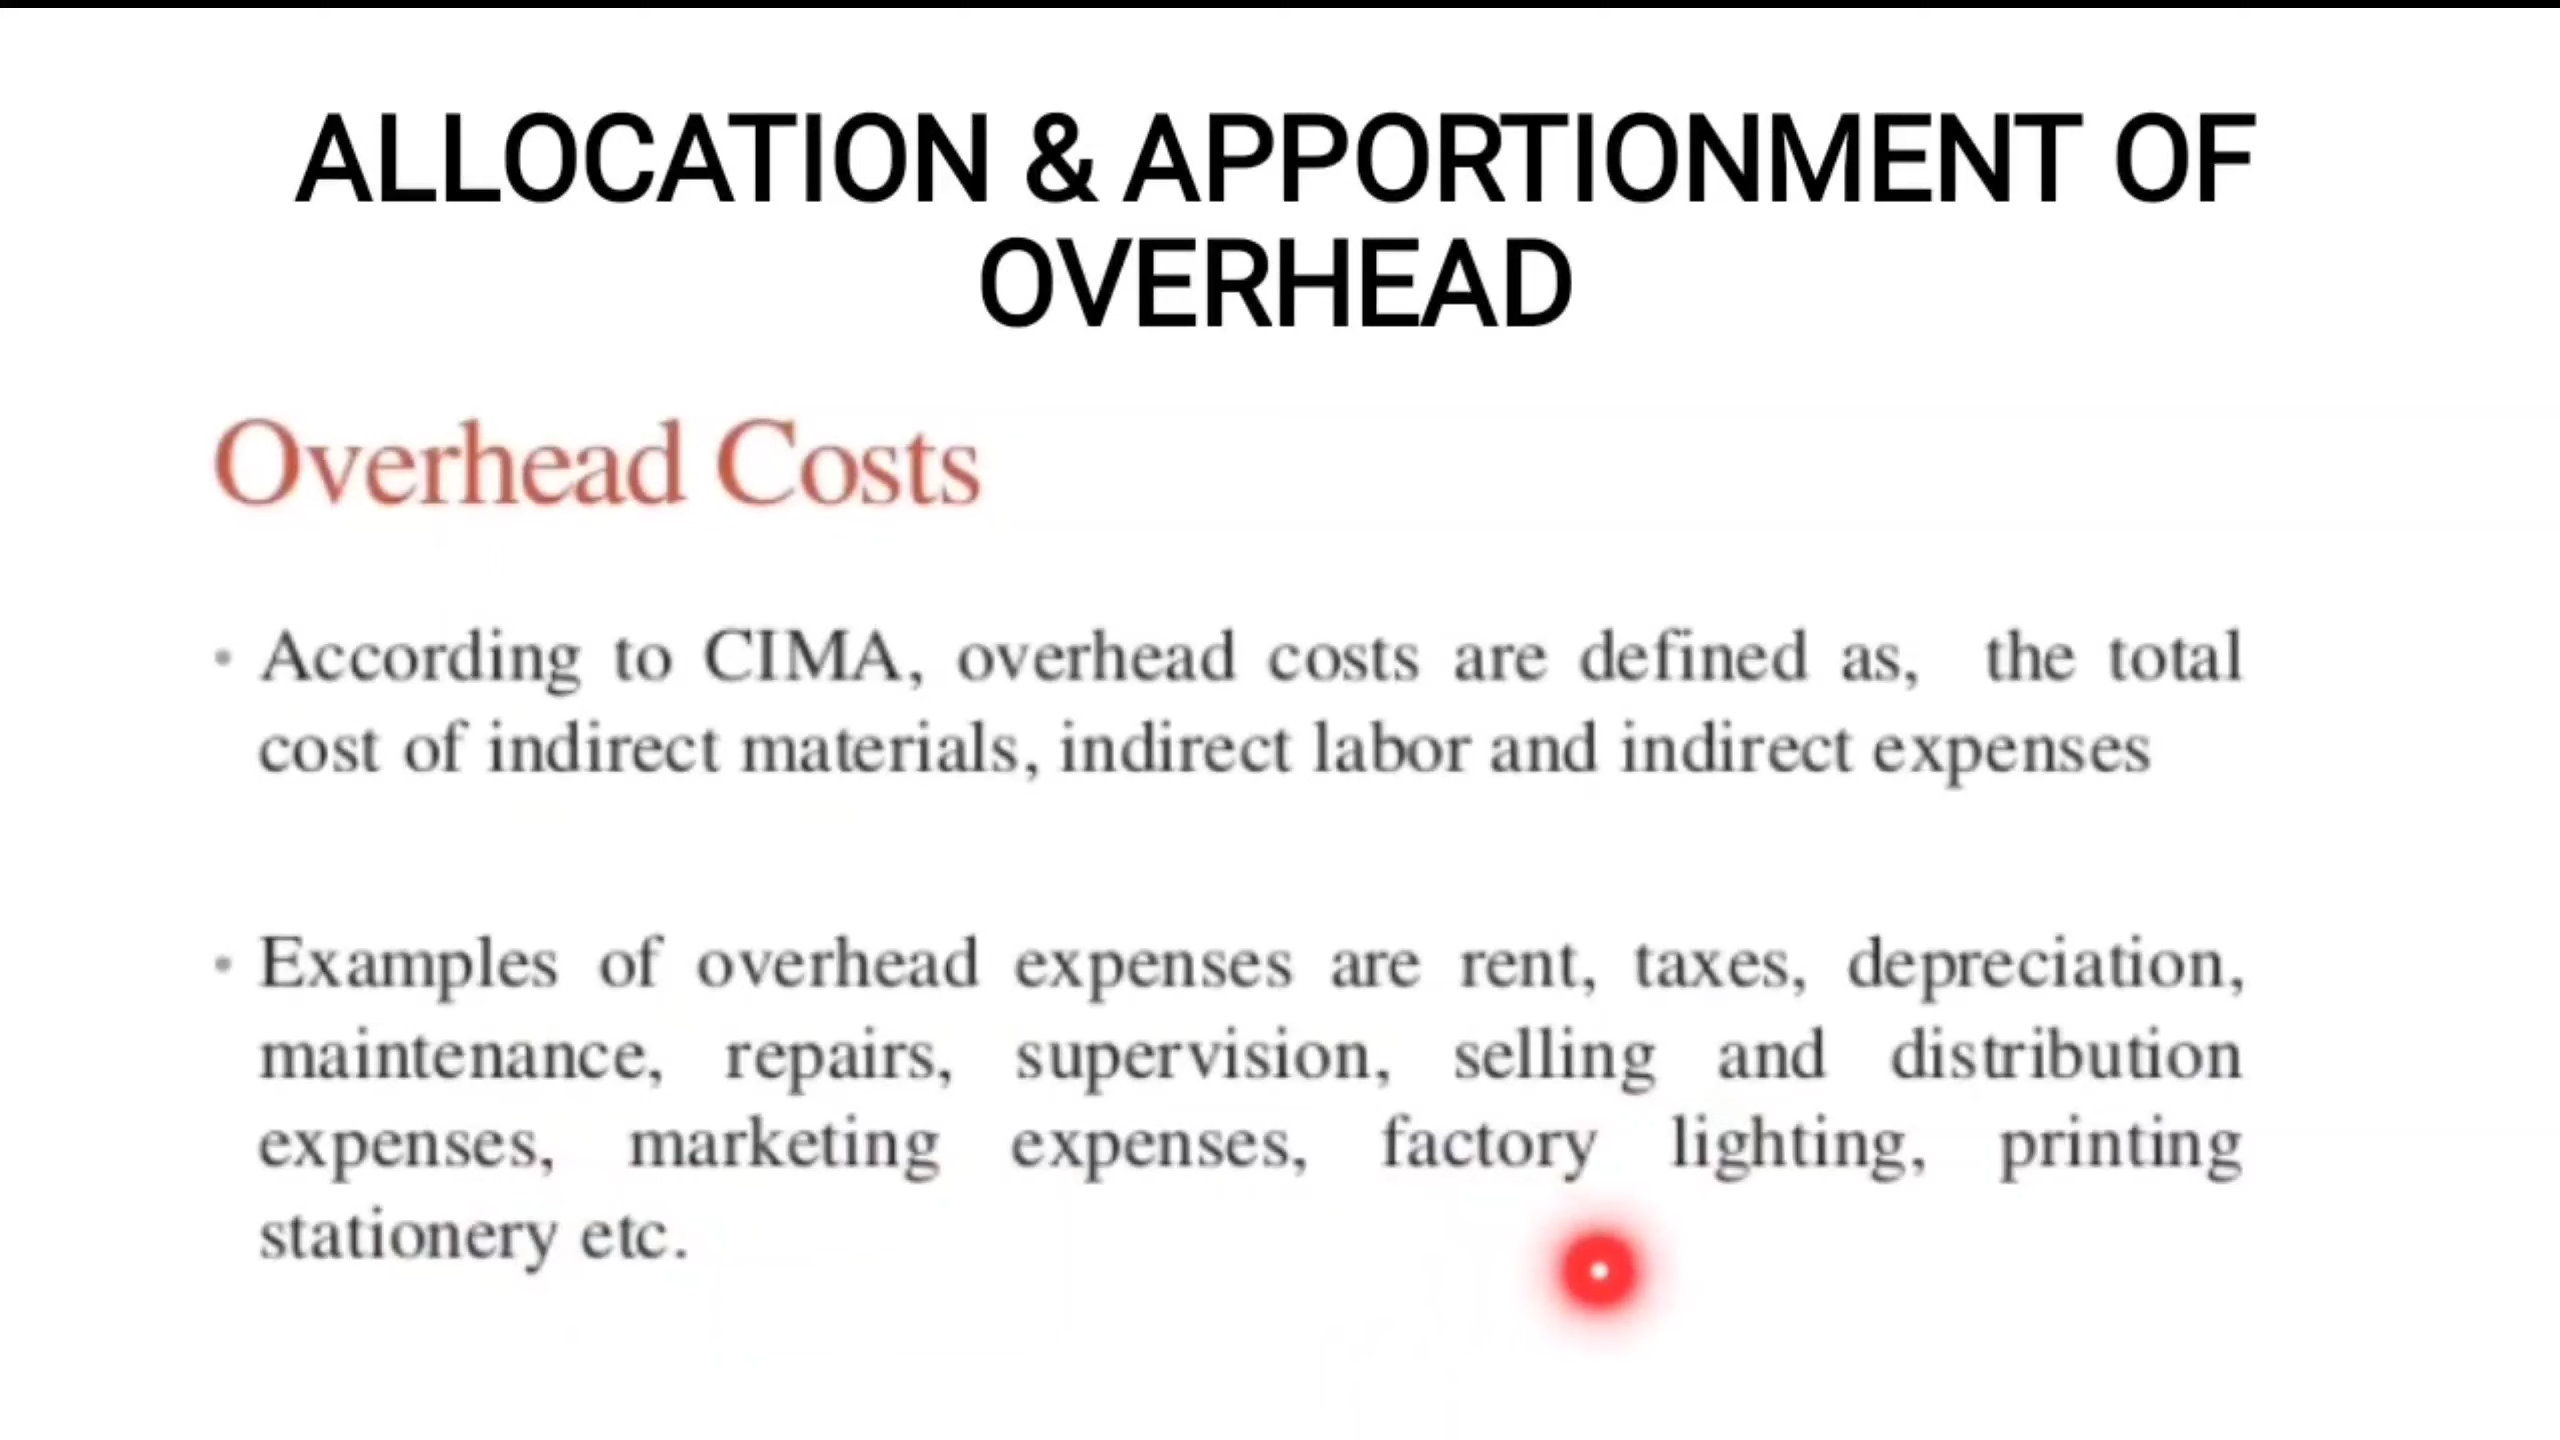 ALLOCATION & APPORTIONMENT OF
OVERHEAD
Overhead Costs
• According to CIMA, overhead costs are defined as, the total
cost of indirect materials, indirect labor and indirect expenses
• Examples of overhead expenses are rent, taxes, depreciation,
maintenance, repairs, supervision, selling and distribution
expenses, marketing expenses, factory lighting, printing
stationery etc.